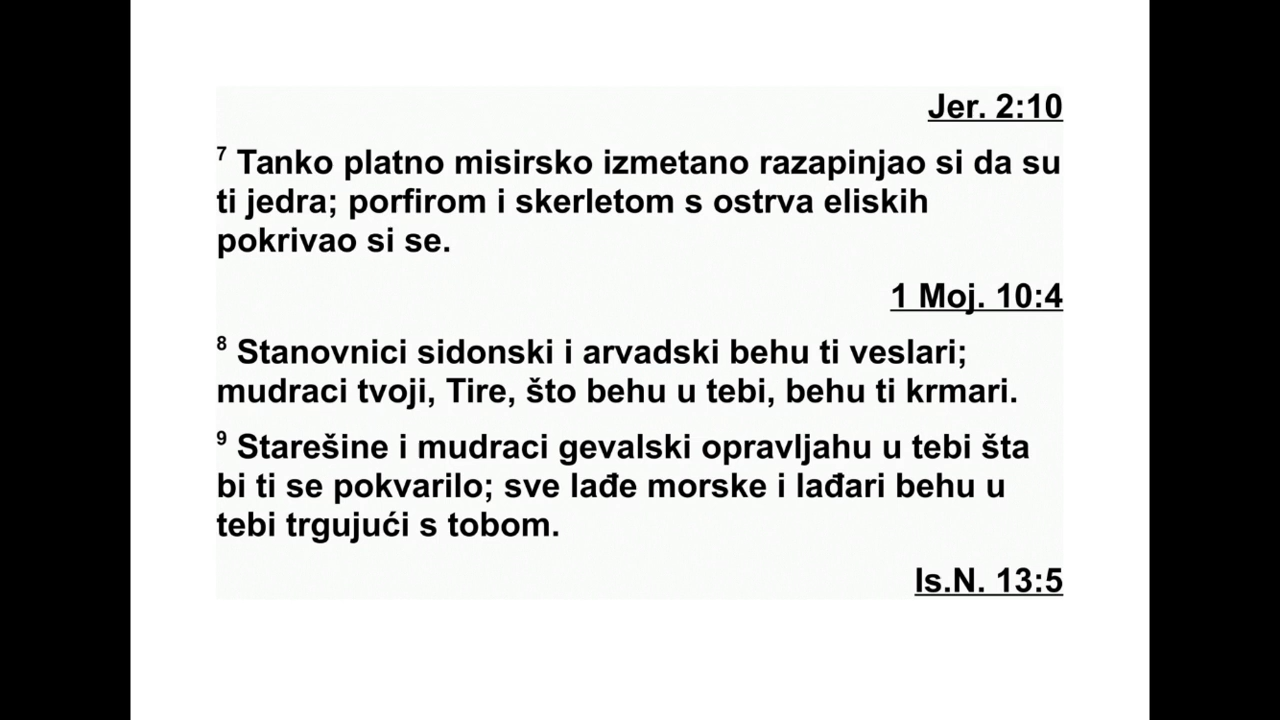 Jer. 2:10
7 Tanko platno misirsko izmetano razapinjao si da su
ti jedra; porfirom i skerletom s ostrva eliskih
pokrivao si se.
1 Moj. 10:4
8 Stanovnici sidonski i arvadski behu ti veslari;
mudraci tvoji, Tire, što behu u tebi, behu ti krmari.
9 Starešine i mudraci gevalski opravljahu u tebi šta
bi ti se pokvarilo; sve lađe morske i lađari behu u
tebi trgujući s tobom.
Is.N. 13:5